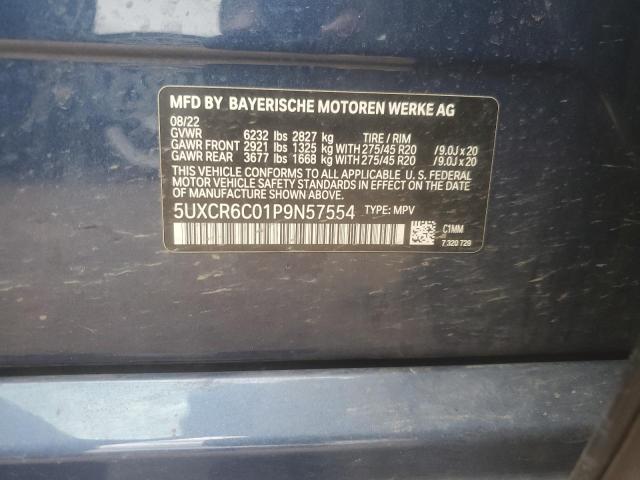 MFD BY BAYERISCHE MOTOREN WERKE AG
08/22
GVWR 6232 lbs 2827 kg TIRE / RIM
GAWR FRONT 2921 lbs 1325 kg WITH 275/45 R20 /9.0J x 20
GAWR REAR 3677 lbs 1668 kg WITH 275/45 R20 /9.0J x 20
THIS VEHICLE CONFORMS TO ALL APPLICABLE U. S. FEDERAL
MOTOR VEHICLE SAFETY STANDARDS IN EFFECT ON THE DATE
OF MANUFACTURE SHOWN ABOVE.
5UXCR6C01P9N57554 TYPE: MPV
C1MM
7 320 729